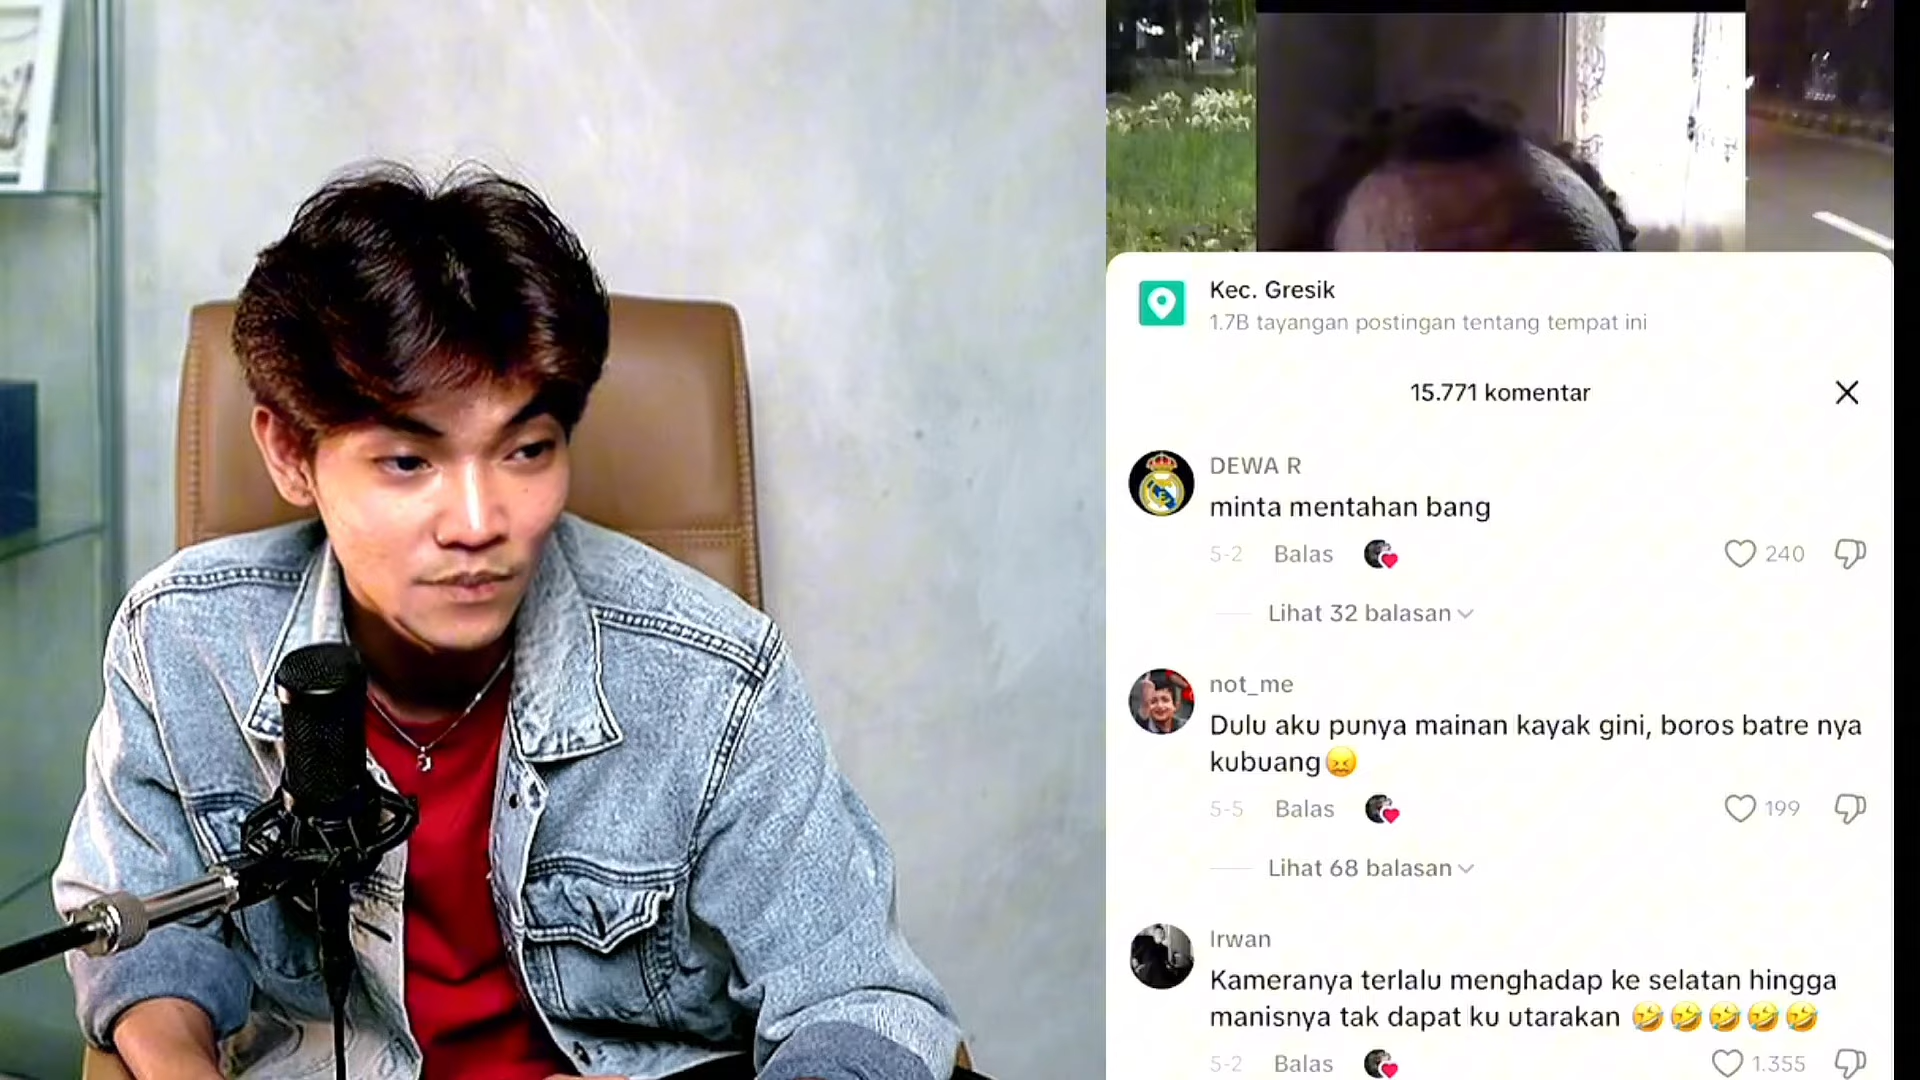 Kec. Gresik
1.7B tayangan postingan tentang tempat ini
15.771 komentar
DEWA R
minta mentahan bang
5-2 Balas 240
Lihat 32 balasan
not_me
Dulu aku punya mainan kayak gini, boros batre nya
kubuang😖
5-5 Balas 199
Lihat 68 balasan
Irwan
Kameranya terlalu menghadap ke selatan hingga
manisnya tak dapat ku utarakan 🤣🤣🤣🤣🤣
5-2 Balas 1.355